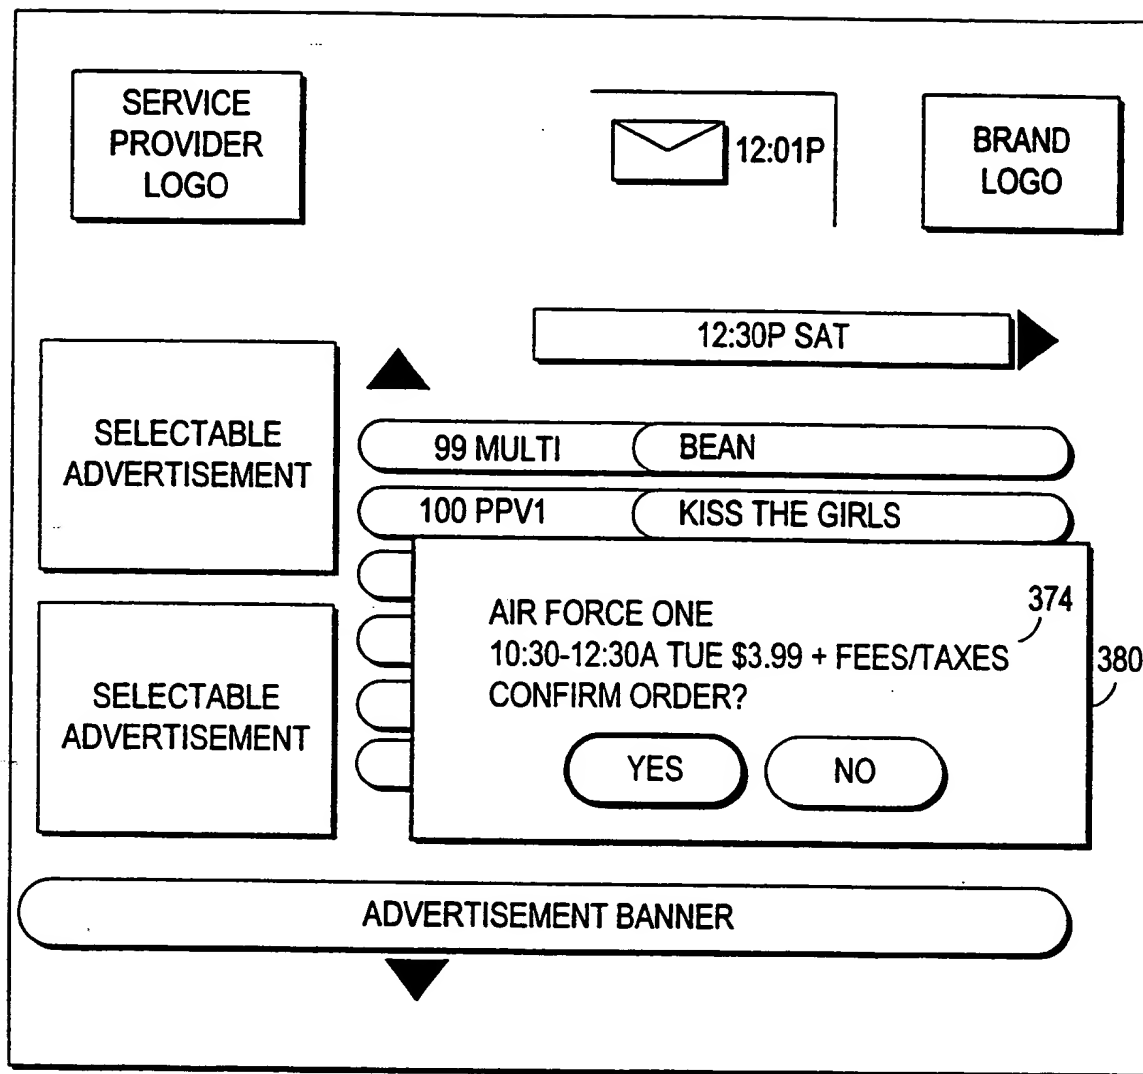 SERVICE
PROVIDER
LOGO
12:01P
BRAND
LOGO
12:30P SAT
SELECTABLE
ADVERTISEMENT
99 MULTI BEAN
100 PPV1 KISS THE GIRLS
AIR FORCE ONE 374
10:30-12:30A TUE $3.99 + FEES/TAXES 380
CONFIRM ORDER?
SELECTABLE
ADVERTISEMENT
YES NO
ADVERTISEMENT BANNER